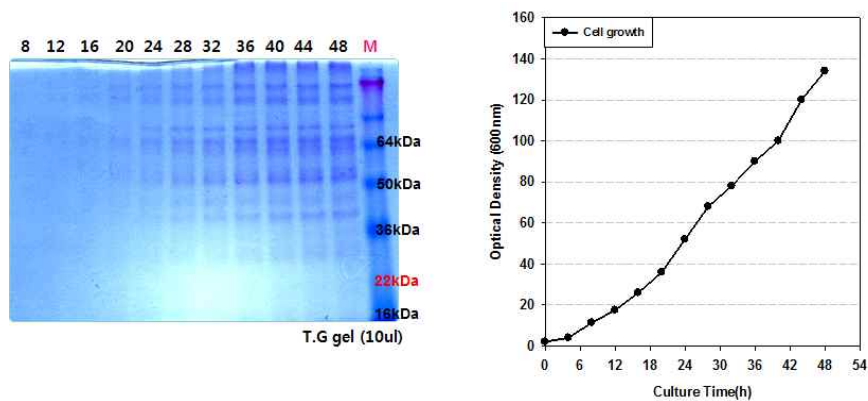 8 12 16 20 24 28 32 36 40 44 48 M
64kDa
50kDa
36kDa
22kDa
16kDa
T.G gel (10ul)
Cell growth
Optical Density (600 nm)
160
140
120
100
80
60
40
20
0
0 6 12 18 24 30 36 42 48 54
Culture Time(h)